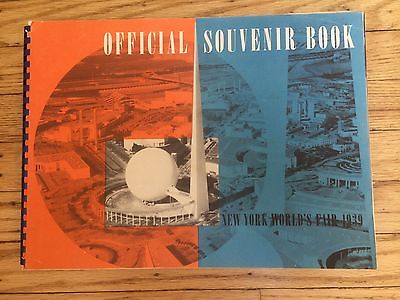 OFFICIAL SOUVENIR BOOK
NEW YORK WORLD'S FAIR 1939